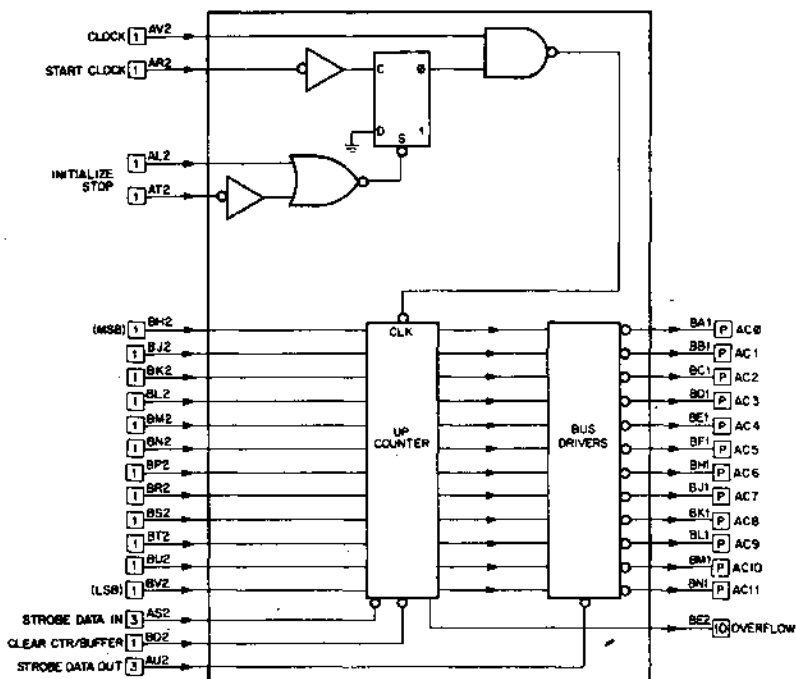 CLOCK 1 AV2
START CLOCK 1 AR2
C 0
D 1
S
AL2
1
INITIALIZE
STOP
1 AT2
(MSB) 1 BH2
1 BJ2
1 BK2
1 BL2
1 BM2
1 BN2
1 BP2
1 BR2
1 BS2
1 BT2
1 BU2
(LSB) 1 BV2
STROBE DATA IN 3 AS2
CLEAR CTR/BUFFER 1 BD2
STROBE DATA OUT 3 AU2
CLK
UP
COUNTER
BUS
DRIVERS
BA1 P AC0
BB1 P AC1
BC1 P AC2
BD1 P AC3
BE1 P AC4
BF1 P AC5
BH1 P AC6
BJ1 P AC7
BK1 P AC8
BL1 P AC9
BM1 P AC10
BN1 P AC11
BE2 10 OVERFLOW